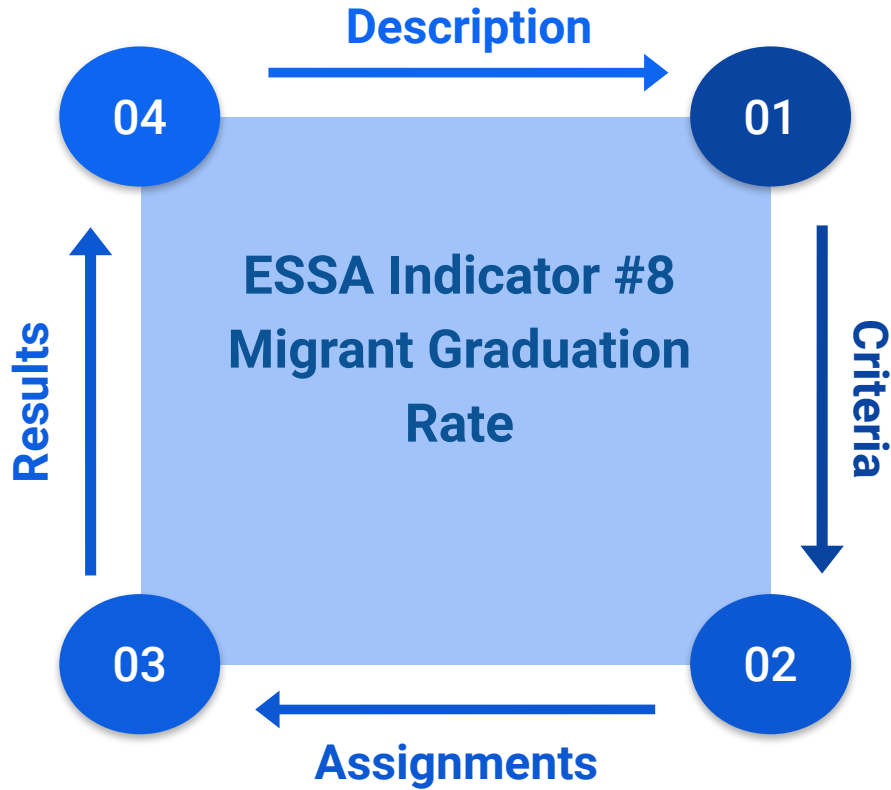 Description
04
01
ESSA Indicator #8
Migrant Graduation
Rate
Results
Criteria
03
02
Assignments